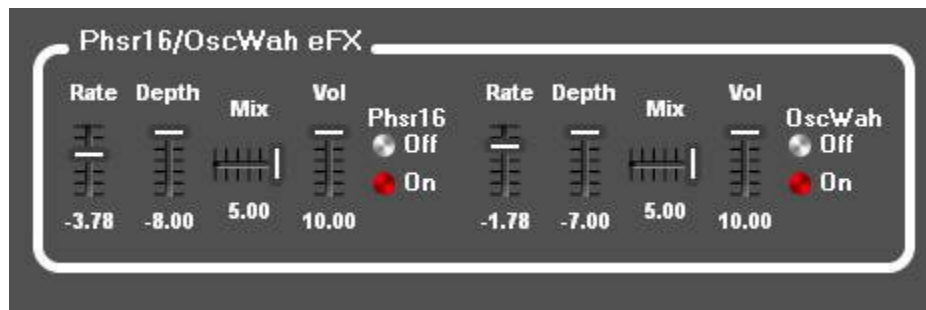 Phsr16/OscWah eFX
Rate Depth Mix Vol Phsr16 Rate Depth Mix Vol OscWah
Off Off
On On
-3.78 -8.00 5.00 10.00 -1.78 -7.00 5.00 10.00